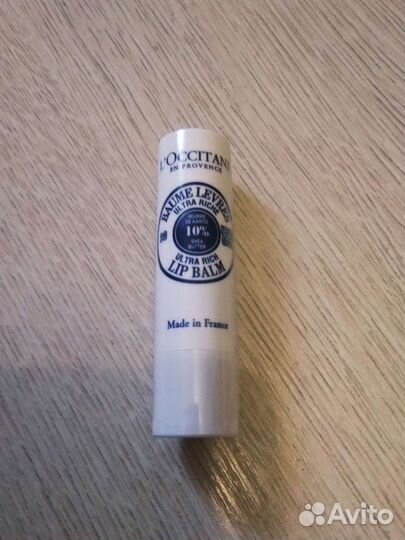 L'OCCITANE
EN PROVENCE
BAUME LEVRES
ULTRA RICHE
BEURRE
DE KARITÉ
10%
SHEA
BUTTER
ULTRA RICH
LIP BALM
Made in France
Avito